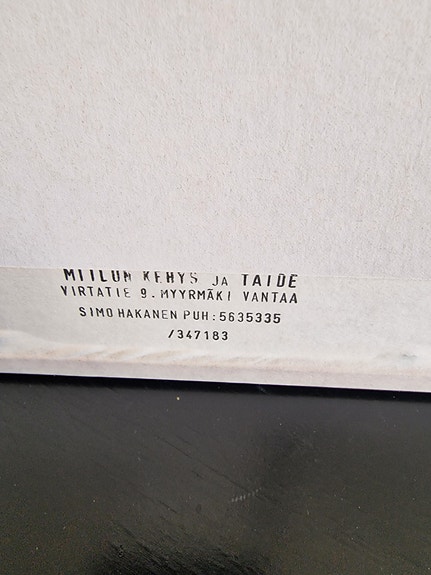 MIILUN KEHYS JA TAIDE
VIRTATIE 9. MYYRMÄKI VANTAA
SIMO HAKANEN PUH: 5635335
/347183